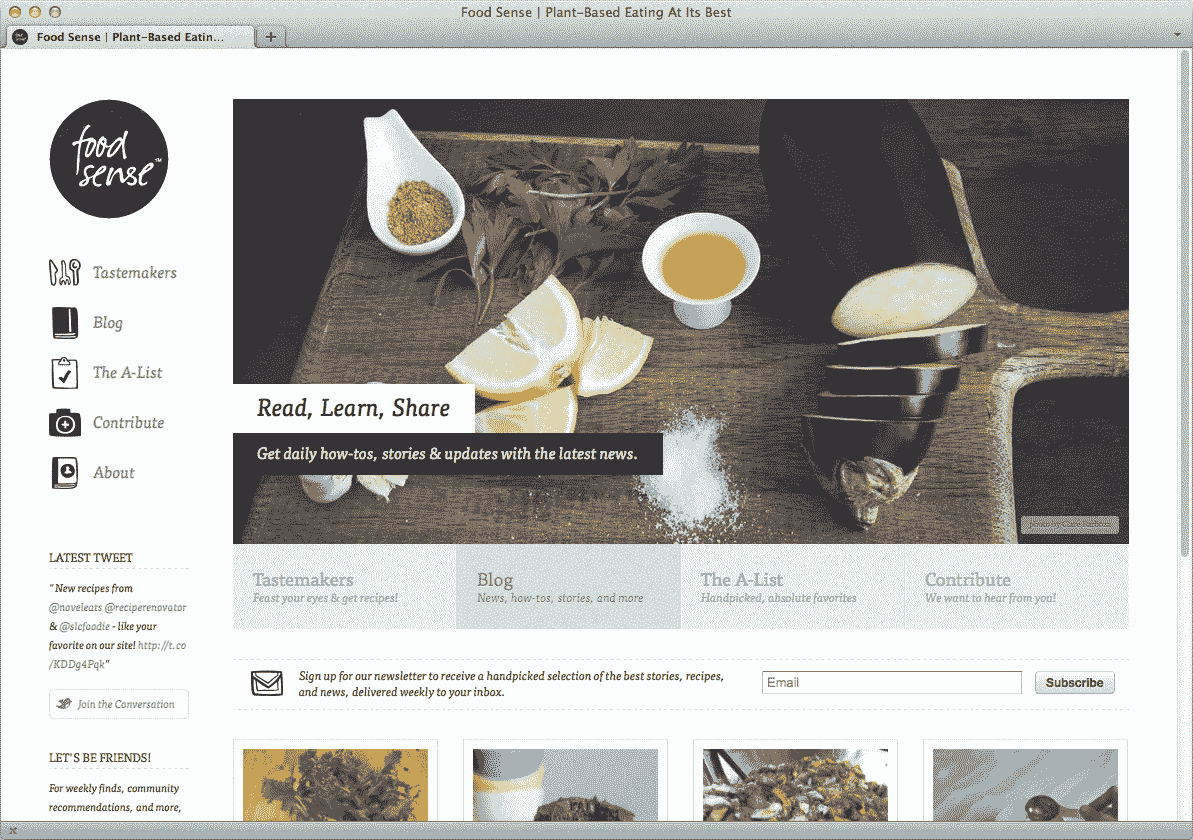 Food Sense | Plant-Based Eating At Its Best
Food Sense | Plant-Based Eatin...
food
sense™
Tastemakers
Blog
The A-List
Contribute
About
Read, Learn, Share
Get daily how-tos, stories & updates with the latest news.
Tastemakers
Feast your eyes & get recipes!
Blog
News, how-tos, stories, and more
The A-List
Handpicked, absolute favorites
Contribute
We want to hear from you!
LATEST TWEET
"New recipes from
@noveleats @reciperenovator
& @slcfoodie - like your
favorite on our site! http://t.co
/KDDg4Pqk"
Join the Conversation
Sign up for our newsletter to receive a handpicked selection of the best stories, recipes,
and news, delivered weekly to your inbox.
Email
Subscribe
LET'S BE FRIENDS!
For weekly finds, community
recommendations, and more,